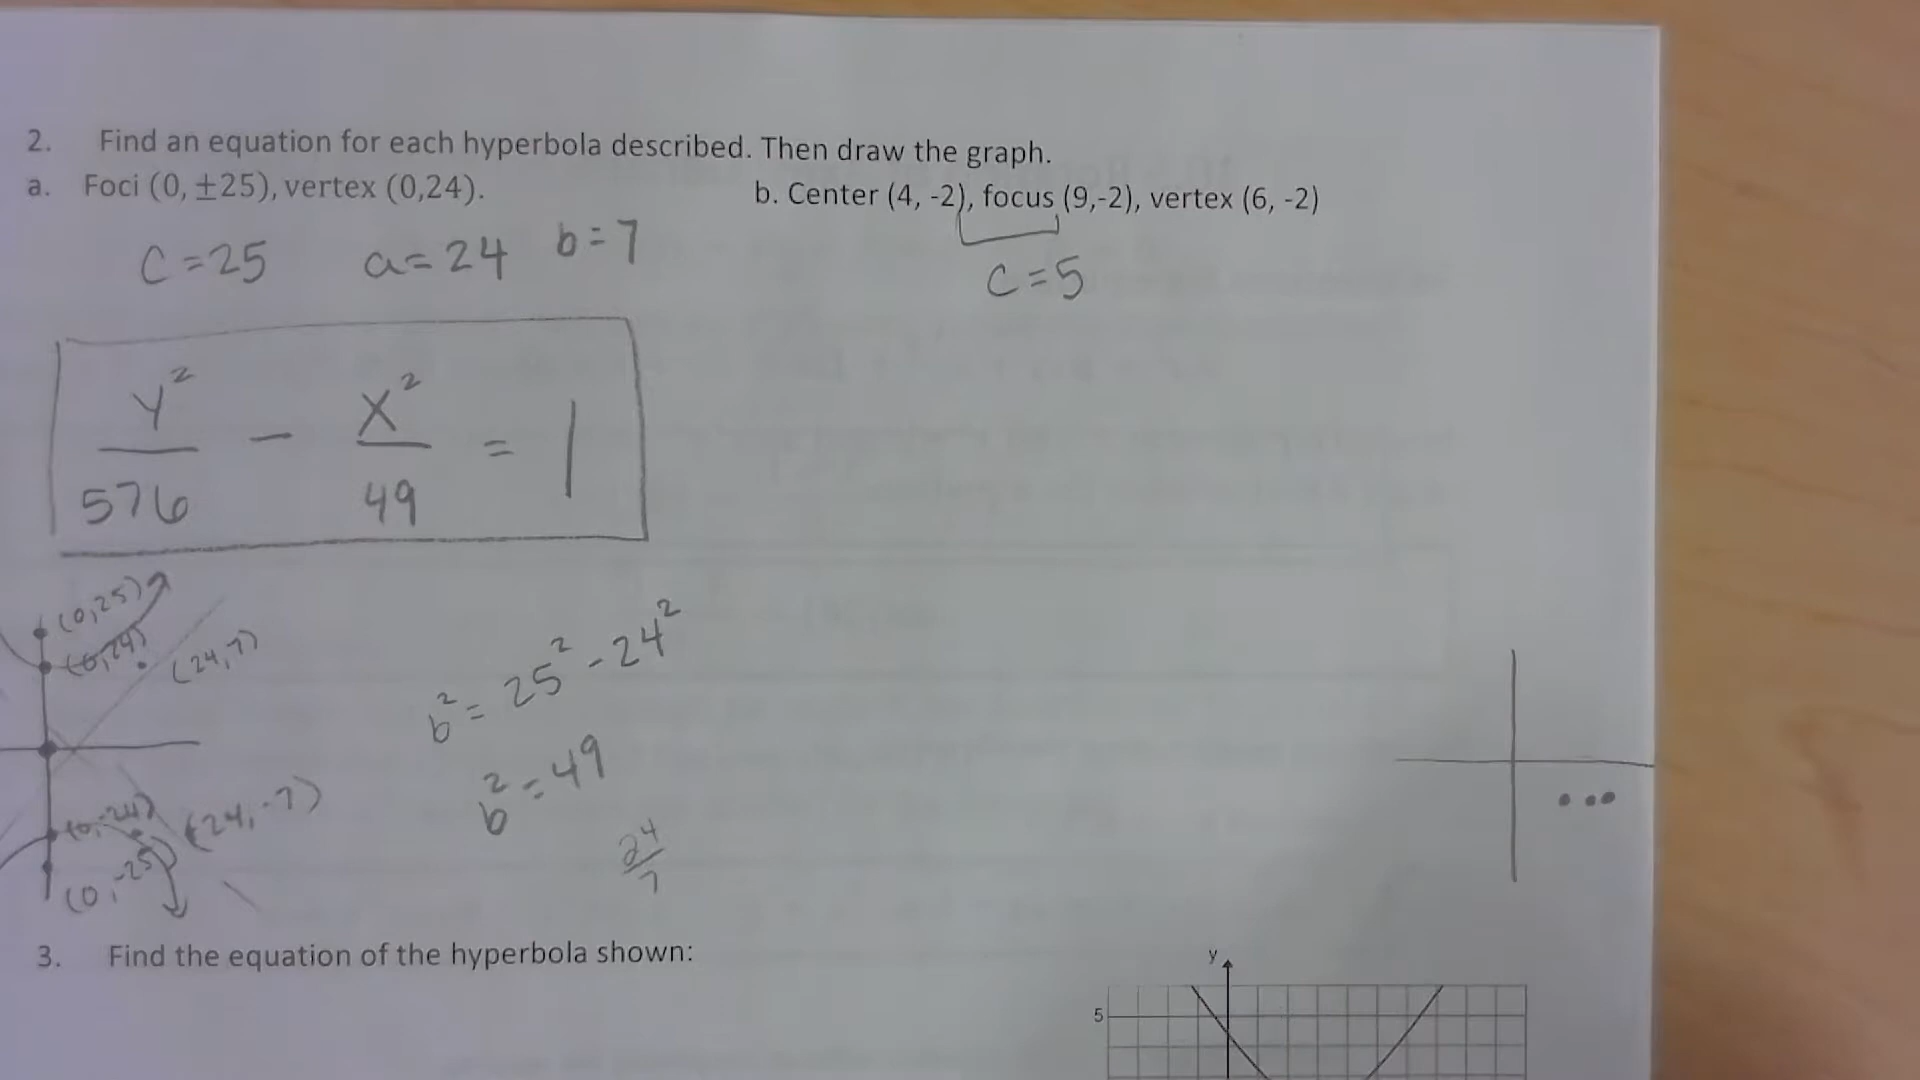 2. Find an equation for each hyperbola described. Then draw the graph.
a. Foci (0, ±25), vertex (0,24).
b. Center (4, -2), focus (9,-2), vertex (6, -2)
C = 25 a = 24 b = 7
C = 5
y² / 576 − x² / 49 = 1
(0,25)
(0,24)
(24,7)
b² = 25² - 24²
b² = 49
24/7
(0,-24)
(24,-7)
(0,-25)
3. Find the equation of the hyperbola shown:
y
5